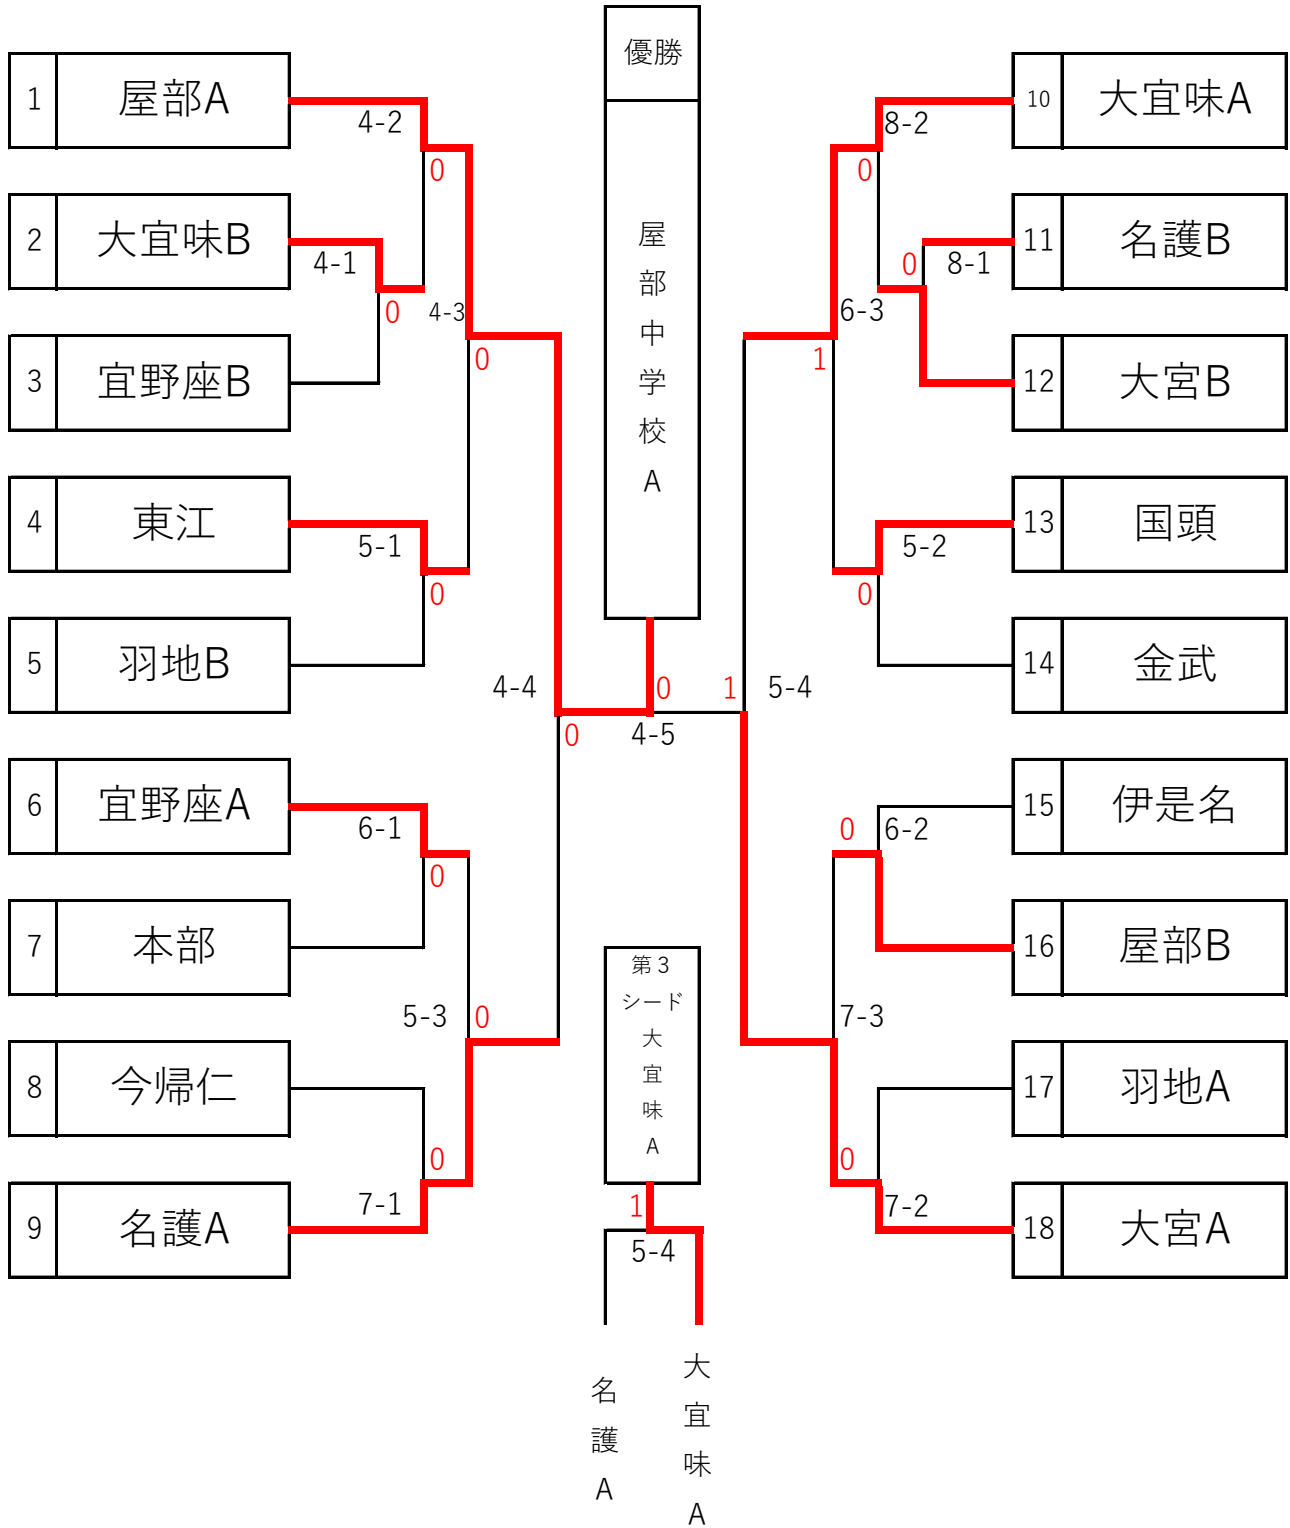 優勝
屋部中学校A
1 屋部A
4-2
0
2 大宜味B
4-1
0
4-3
0
3 宜野座B
4 東江
5-1
0
5 羽地B
4-4
0
6 宜野座A
6-1
0
7 本部
5-3
0
8 今帰仁
0
7-1
9 名護A
0
4-5
1
5-4
10 大宜味A
8-2
0
11 名護B
0
8-1
6-3
1
12 大宮B
13 国頭
5-2
0
14 金武
15 伊是名
0
6-2
16 屋部B
7-3
17 羽地A
0
7-2
18 大宮A
第3
シード
大宜味A
1
5-4
名護A
大宜味A